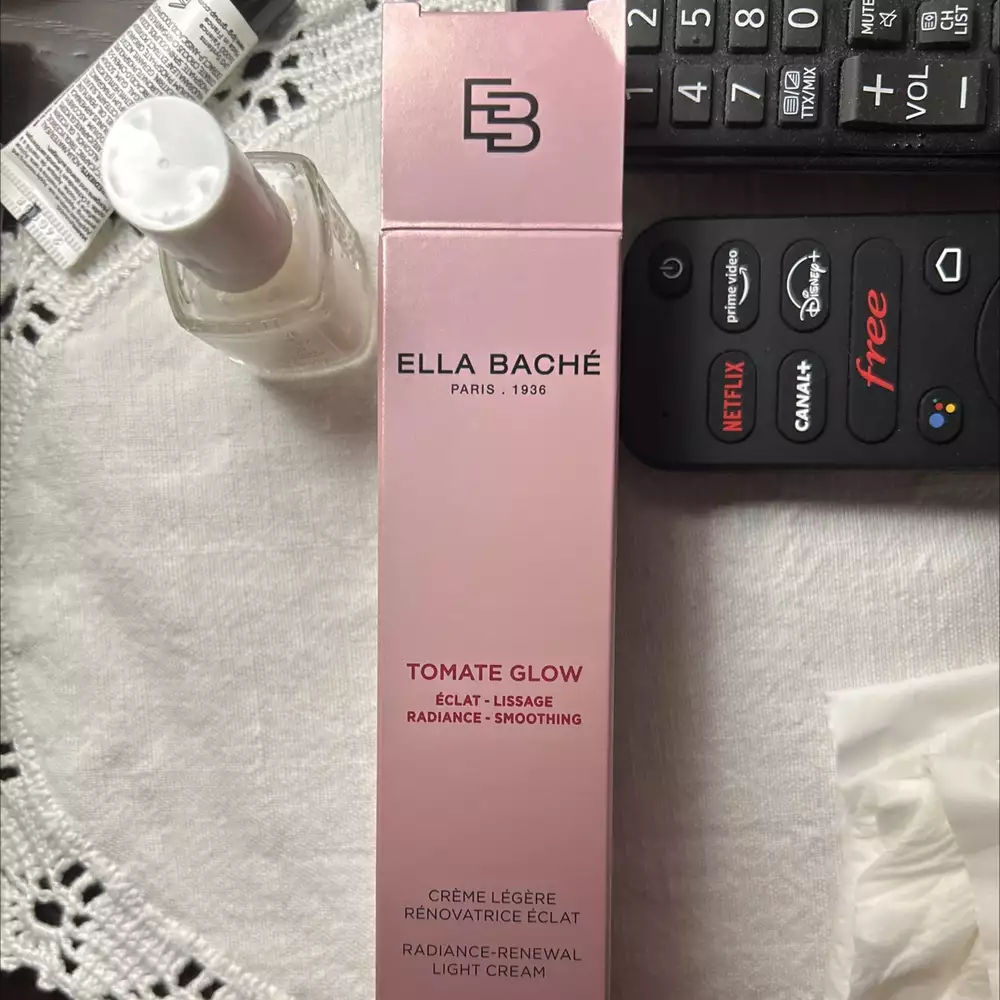 EB
ELLA BACHÉ
PARIS . 1936
TOMATE GLOW
ÉCLAT - LISSAGE
RADIANCE - SMOOTHING
CRÈME LÉGÈRE
RÉNOVATRICE ÉCLAT
RADIANCE-RENEWAL
LIGHT CREAM
2
5
8
0
MUTE
CH
LIST
1
4
7
TTX/MIX
+
VOL
−
prime video
DISNEP+
free
NETFLIX
CANAL+